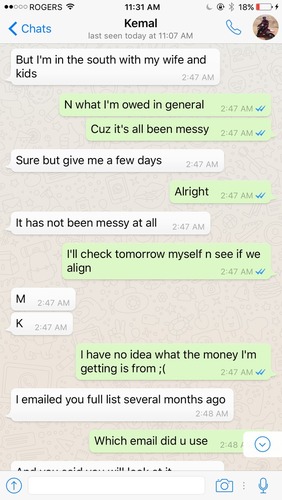 ROGERS 11:31 AM 18%
Chats Kemal
last seen today at 11:07 AM
But I'm in the south with my wife and
kids 2:47 AM
N what I'm owed in general 2:47 AM
Cuz it's all been messy 2:47 AM
Sure but give me a few days 2:47 AM
Alright 2:47 AM
It has not been messy at all 2:47 AM
I'll check tomorrow myself n see if we
align 2:47 AM
M 2:47 AM
K 2:47 AM
I have no idea what the money I'm
getting is from ;( 2:47 AM
I emailed you full list several months ago
2:48 AM
Which email did u use 2:48 A
And you said you will look at it